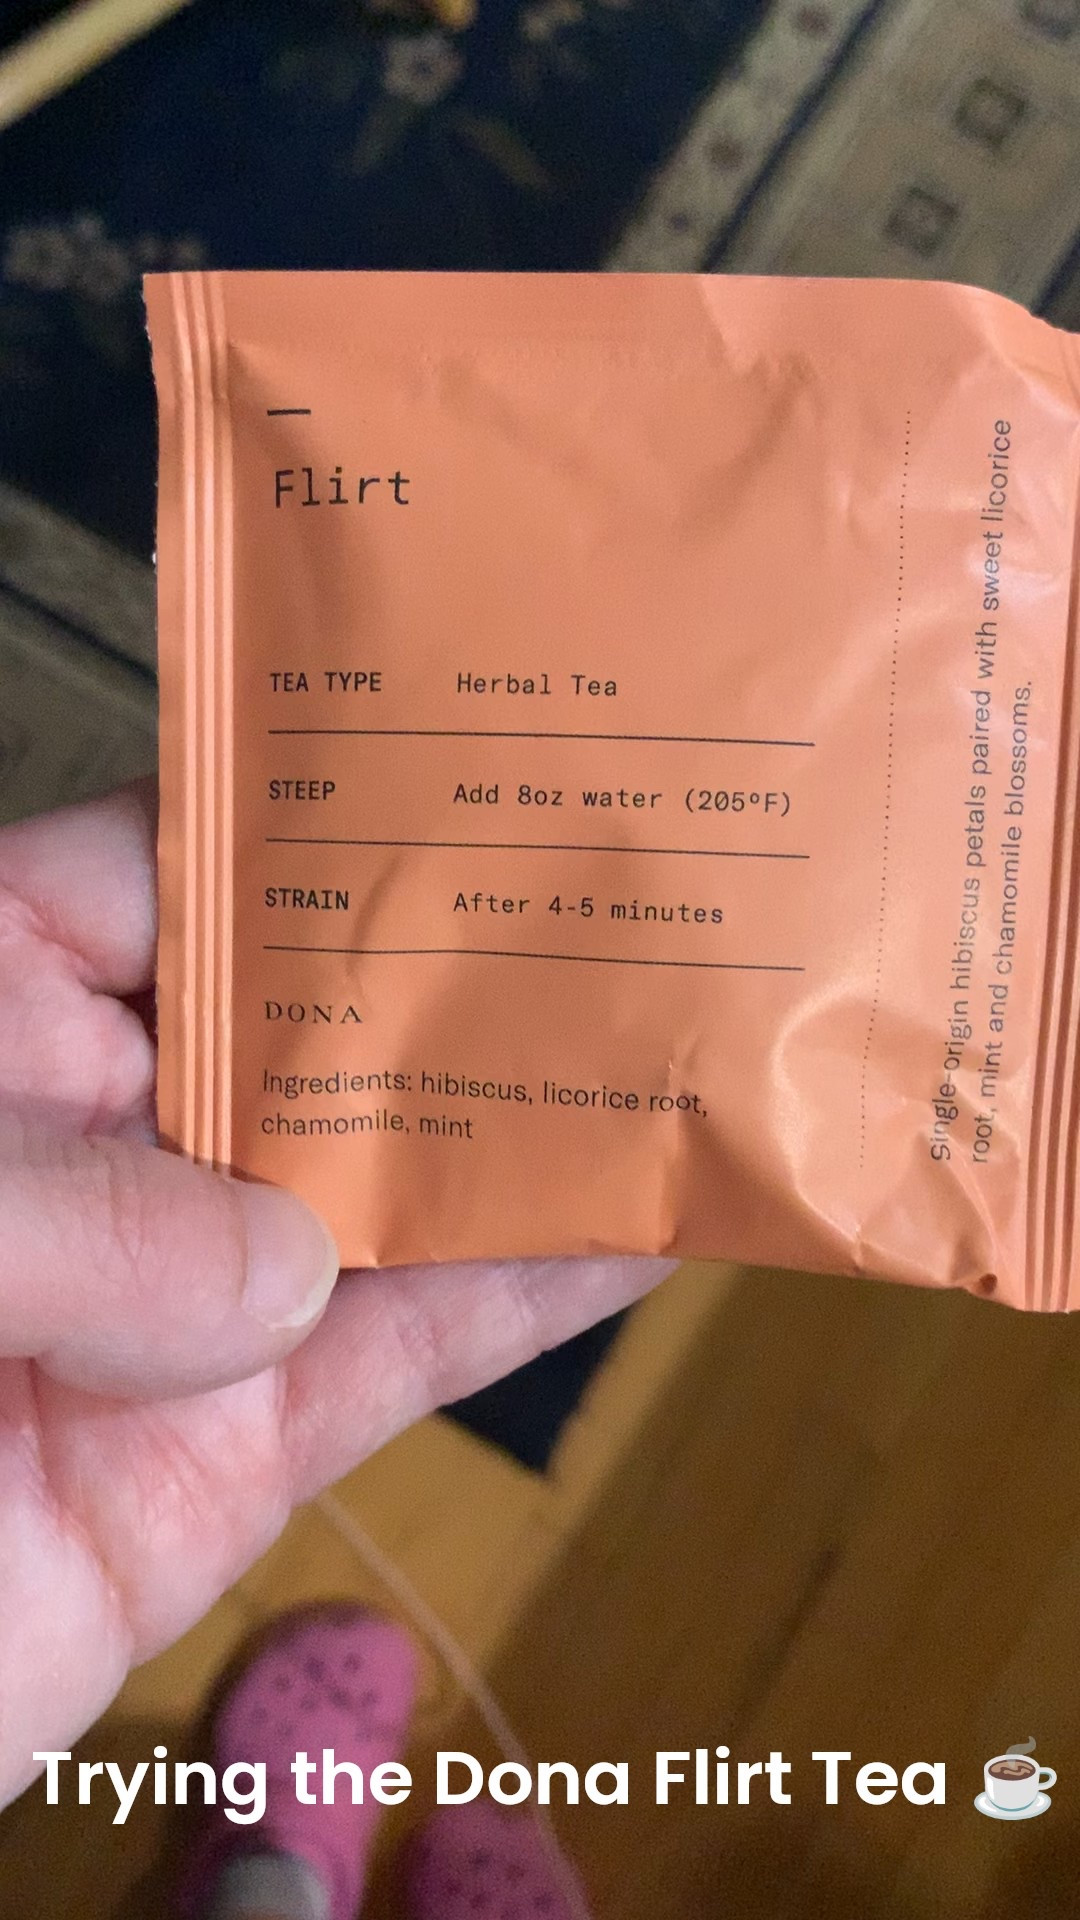 Flirt
TEA TYPE Herbal Tea
STEEP Add 8oz water (205°F)
STRAIN After 4-5 minutes
DONA
Ingredients: hibiscus, licorice root,
chamomile, mint
Single-origin hibiscus petals paired with sweet licorice
root, mint and chamomile blossoms.
Trying the Dona Flirt Tea ☕